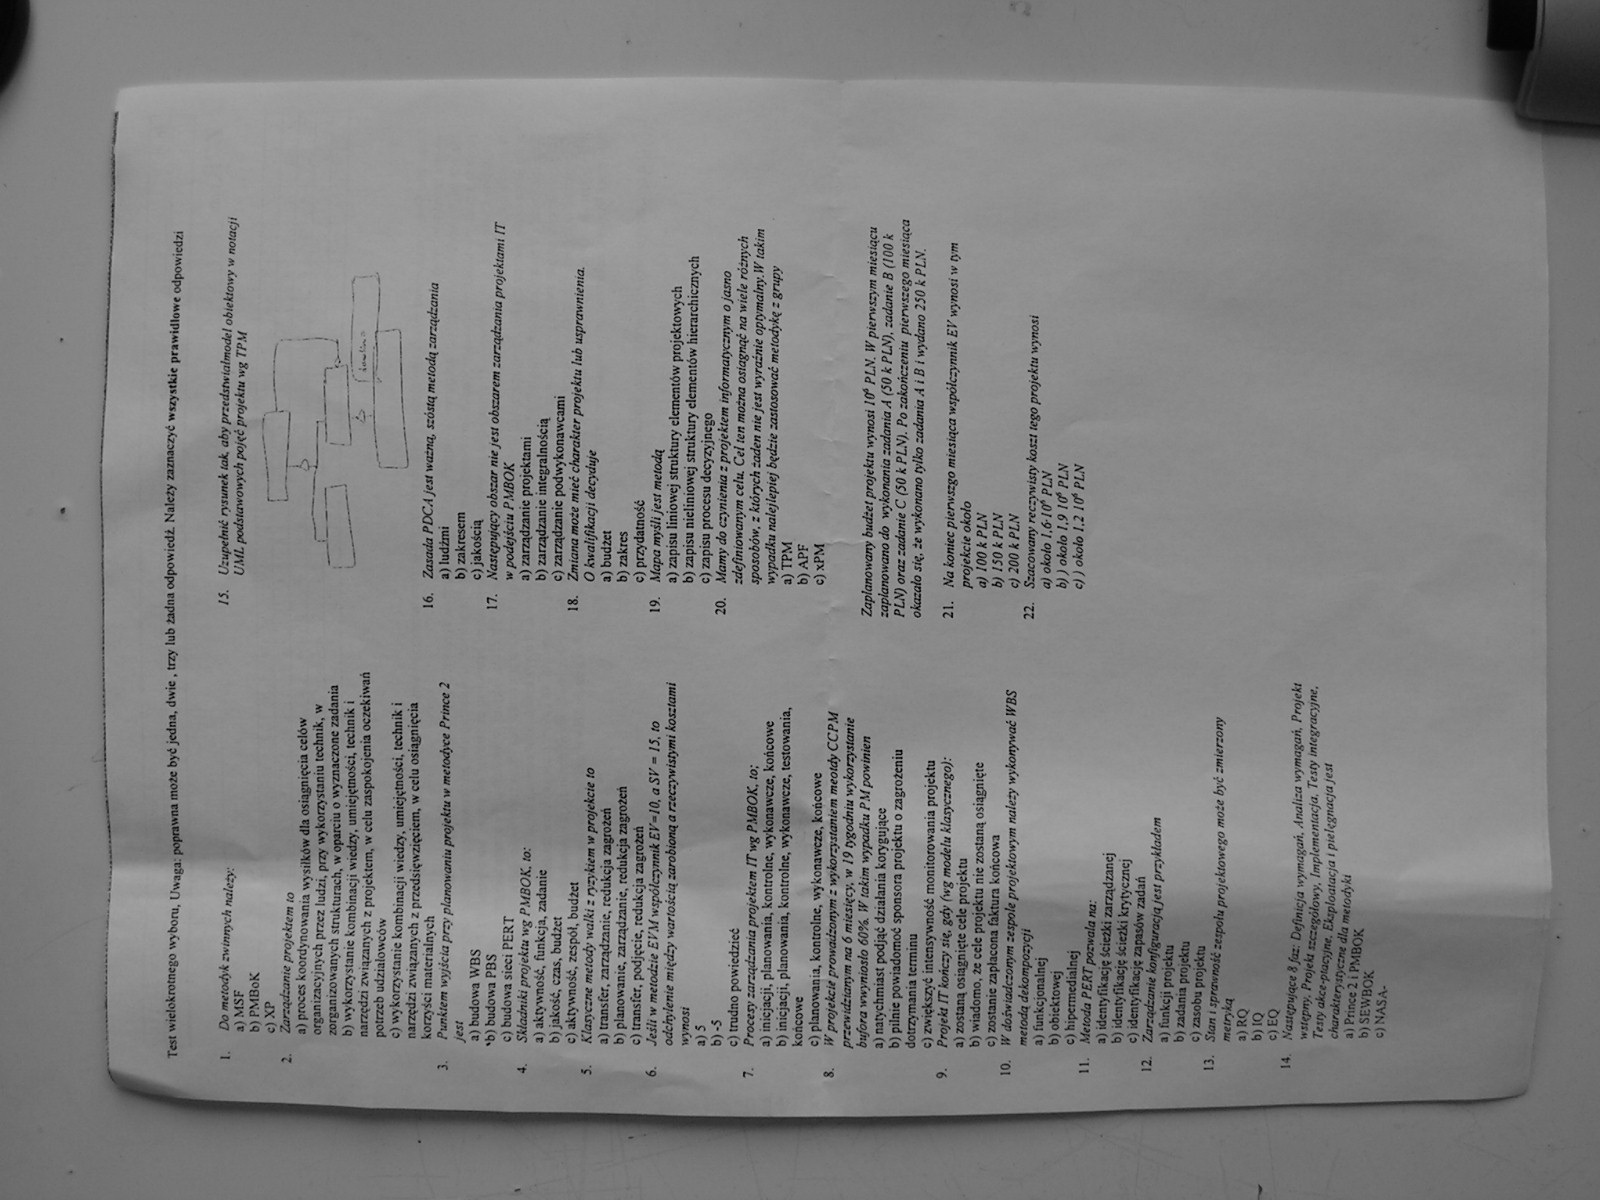 Test wielokrotnego wyboru, Uwaga: poprawna może być jedna, dwie , trzy lub żadna odpowiedź. Należy zaznaczyć wszystkie prawidłowe odpowiedzi
1. Do metodyk zwinnych należy:
a) MSF
b) PMBoK
c) XP
2. Zarządzanie projektem to
a) proces koordynowania wysiłków dla osiągnięcia celów
organizacyjnych przez ludzi, przy wykorzystaniu technik, w
zorganizowanych strukturach, w oparciu o wyznaczone zadania
b) wykorzystanie kombinacji wiedzy, umiejętności, technik i
narzędzi związanych z projektem, w celu zaspokojenia oczekiwań
potrzeb udziałowców
c) wykorzystanie kombinacji wiedzy, umiejętności, technik i
narzędzi związanych z przedsięwzięciem, w celu osiągnięcia
korzyści materialnych
3. Punktem wyjścia przy planowaniu projektu w metodyce Prince 2
jest
a) budowa WBS
b) budowa PBS
c) budowa sieci PERT
4. Składniki projektu wg PMBOK, to:
a) aktywność, funkcja, zadanie
b) jakość, czas, budżet
c) aktywność, zespół, budżet
5. Klasyczne metody walki z ryzykiem w projekcie to
a) transfer, zarządzanie, redukcja zagrożeń
b) planowanie, zarządzanie, redukcja zagrożeń
c) transfer, podjęcie, redukcja zagrożeń
6. Jeśli w metodzie EVM współczynnik EV=10, a SV = 15, to
odchylenie między wartością zarobioną a rzeczywistymi kosztami
wynosi
a) 5
b) -5
c) trudno powiedzieć
7. Procesy zarządzania projektem IT wg PMBOK, to;
a) inicjacji, planowania, kontrolne, wykonawcze, końcowe
b) inicjacji, planowania, kontrolne, wykonawcze, testowania,
końcowe
c) planowania, kontrolne, wykonawcze, końcowe
8. W projekcie prowadzonym z wykorzystaniem meotdy CCPM
przewidzianym na 6 miesięcy, w 19 tygodniu wykorzystanie
bufora wwyniosło 60%. W takim wypadku PM powinien
a) natychmiast podjąć działania korygujące
b) pilnie powiadomoć sponsora projektu o zagrożeniu
dotrzymania terminu
c) zwiększyć intensywność monitorowania projektu
9. Projekt IT kończy się, gdy (wg modelu klasycznego):
a) zostaną osiągnięte cele projektu
b) wiadomo, że cele projektu nie zostaną osiągnięte
c) zostanie zapłacona faktura końcowa
10. W doświadczonym zespole projektowym należy wykonywać WBS
metodą dekompozycji
a) funkcjonalnej
b) obiektowej
c) hipermedialnej
11. Metoda PERT pozwala na:
a) identyfikację ścieżki zarządzanej
b) identyfikację ścieżki krytycznej
c) identyfikację zapasów zadań
12. Zarządzanie konfiguracją jest przykładem
a) funkcji projektu
b) zadania projektu
c) zasobu projektu
13. Stan i sprawność zespołu projektowego może być zmierzony
metryką
a) RQ
b) IQ
c) EQ
14. Następujące 8 faz: Definicja wymagań, Analiza wymagań, Projekt
wstępny, Projekt szczegółowy, Implementacja, Testy integracyjne,
Testy akce-ptacyjne, Eksploatacja i pielęgnacja jest
charakterystyczne dla metodyki
a) Prince 2 i PMBOK
b) SEWBOK
c) NASA-
15. Uzupełnić rysunek tak, aby przedstwiałmodel obiektowy w notacji
UML podstawowych pojęć projektu wg TPM
16. Zasada PDCA jest ważną, szóstą metodą zarządzania
a) ludźmi
b) zakresem
c) jakością
17. Następujący obszar nie jest obszarem zarządzania projektami IT
w podejściu PMBOK
a) zarządzanie projektami
b) zarządzanie integralnością
c) zarządzanie podwykonawcami
18. Zmiana może mieć charakter projektu lub usprawnienia.
O kwalifikacji decyduje
a) budżet
b) zakres
c) przydatność
19. Mapa myśli jest metodą
a) zapisu liniowej struktury elementów projektowych
b) zapisu nieliniowej struktury elementów hierarchicznych
c) zapisu procesu decyzyjnego
20. Mamy do czynienia z projektem informatycznym o jasno
zdefiniowanym celu. Cel ten można osiągnąć na wiele różnych
sposobów, z których żaden nie jest wyraźnie optymalny.W takim
wypadku nalejlepiej będzie zastosować metodykę z grupy
a) TPM
b) APF
c) xPM
Zaplanowany budżet projektu wynosi 10⁶ PLN. W pierwszym miesiącu
zaplanowano do wykonania zadania A (50 k PLN), zadanie B (100 k
PLN) oraz zadanie C (50 k PLN). Po zakończeniu pierwszego miesiąca
okazało się, że wykonano tylko zadania A i B i wydano 250 k PLN.
21. Na koniec pierwszgo miesiąca współczynnik EV wynosi w tym
projekcie około
a) 100 k PLN
b) 150 k PLN
c) 200 k PLN
22. Szacowany rzeczywisty koszt tego projektu wynosi
a) około 1,6·10⁶ PLN
b) ) około 1,9 10⁶ PLN
c) ) około 1,2 10⁶ PLN